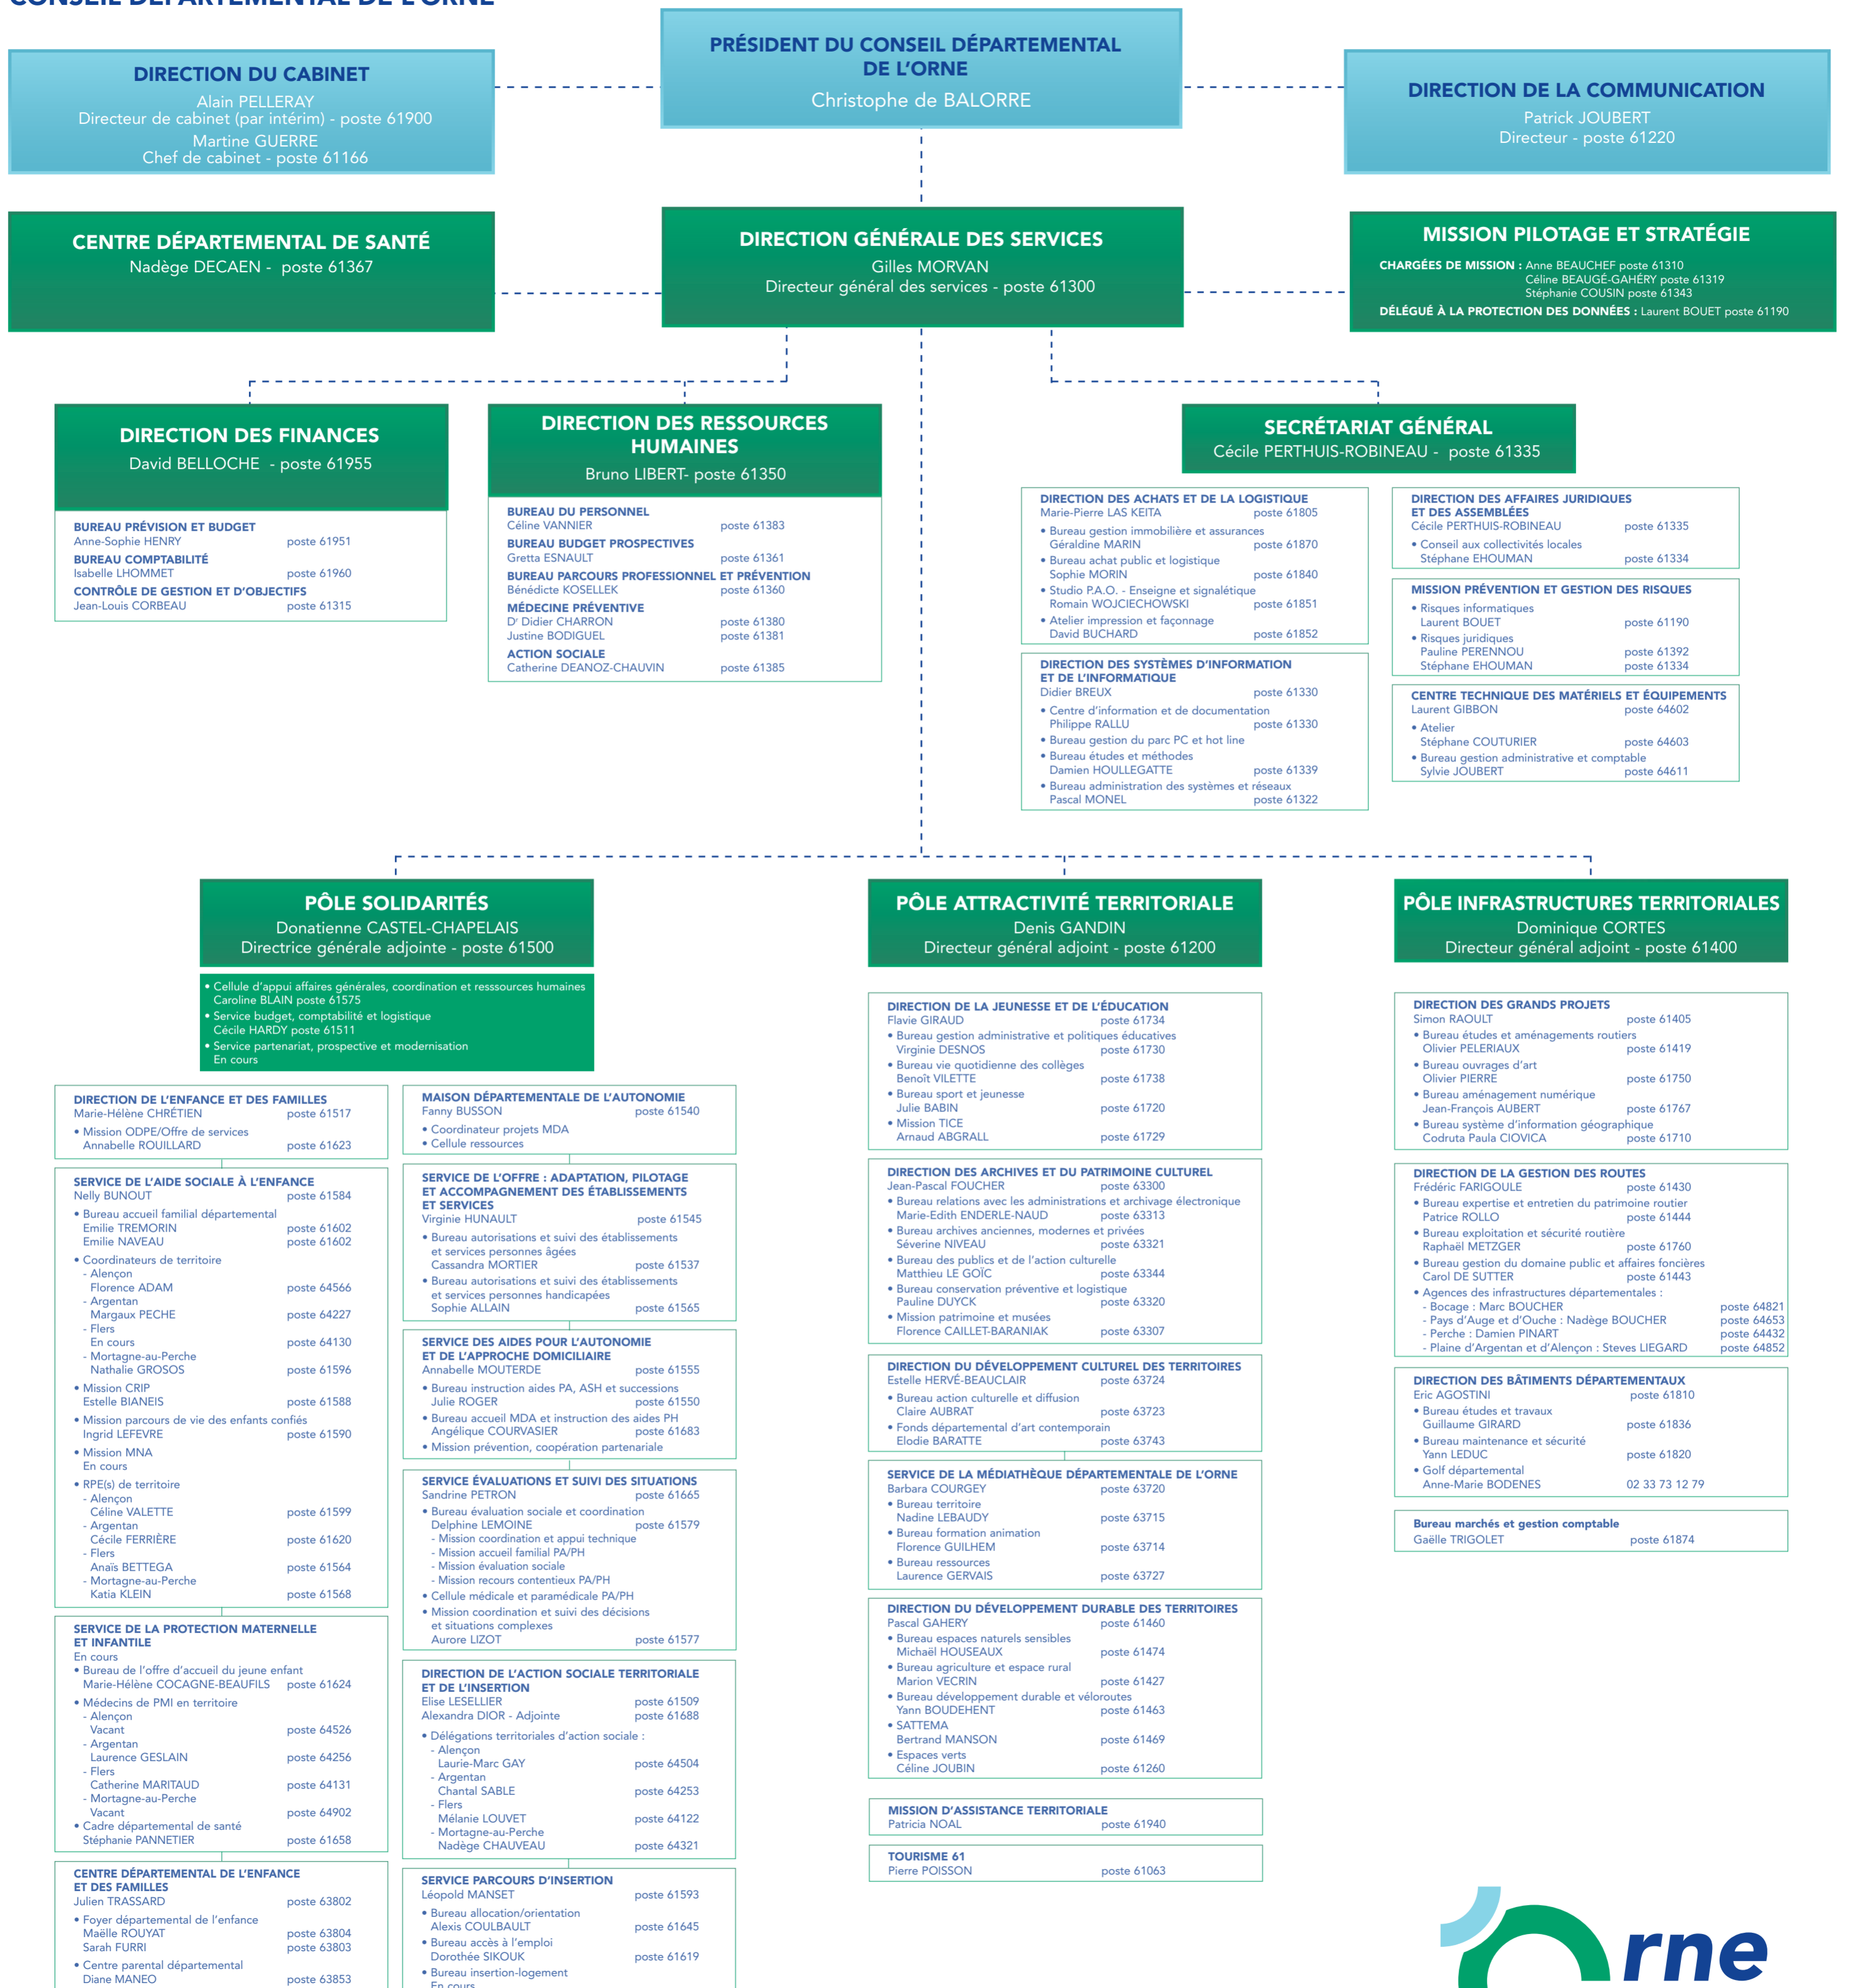 CONSEIL DÉPARTEMENTAL DE L'ORNE
PRÉSIDENT DU CONSEIL DÉPARTEMENTAL
DE L'ORNE
Christophe de BALORRE
DIRECTION DU CABINET
Alain PELLERAY
Directeur de cabinet (par intérim) - poste 61900
Martine GUERRE
Chef de cabinet - poste 61166
DIRECTION DE LA COMMUNICATION
Patrick JOUBERT
Directeur - poste 61220
CENTRE DÉPARTEMENTAL DE SANTÉ
Nadège DECAEN - poste 61367
DIRECTION GÉNÉRALE DES SERVICES
Gilles MORVAN
Directeur général des services - poste 61300
MISSION PILOTAGE ET STRATÉGIE
CHARGÉES DE MISSION : Anne BEAUCHEF poste 61310
Céline BEAUGÉ-GAHÉRY poste 61319
Stéphanie COUSIN poste 61343
DÉLÉGUÉ À LA PROTECTION DES DONNÉES : Laurent BOUET poste 61190
DIRECTION DES FINANCES
David BELLOCHE - poste 61955
BUREAU PRÉVISION ET BUDGET
Anne-Sophie HENRY poste 61951
BUREAU COMPTABILITÉ
Isabelle LHOMMET poste 61960
CONTRÔLE DE GESTION ET D'OBJECTIFS
Jean-Louis CORBEAU poste 61315
DIRECTION DES RESSOURCES
HUMAINES
Bruno LIBERT- poste 61350
BUREAU DU PERSONNEL
Céline VANNIER poste 61383
BUREAU BUDGET PROSPECTIVES
Gretta ESNAULT poste 61361
BUREAU PARCOURS PROFESSIONNEL ET PRÉVENTION
Bénédicte KOSELLEK poste 61360
MÉDECINE PRÉVENTIVE
Dr Didier CHARRON poste 61380
Justine BODIGUEL poste 61381
ACTION SOCIALE
Catherine DEANOZ-CHAUVIN poste 61385
SECRÉTARIAT GÉNÉRAL
Cécile PERTHUIS-ROBINEAU - poste 61335
DIRECTION DES ACHATS ET DE LA LOGISTIQUE
Marie-Pierre LAS KEITA poste 61805
• Bureau gestion immobilière et assurances
Géraldine MARIN poste 61870
• Bureau achat public et logistique
Sophie MORIN poste 61840
• Studio P.A.O. - Enseigne et signalétique
Romain WOJCIECHOWSKI poste 61851
• Atelier impression et façonnage
David BUCHARD poste 61852
DIRECTION DES SYSTÈMES D'INFORMATION
ET DE L'INFORMATIQUE
Didier BREUX poste 61330
• Centre d'information et de documentation
Philippe RALLU poste 61330
• Bureau gestion du parc PC et hot line
• Bureau études et méthodes
Damien HOULLEGATTE poste 61339
• Bureau administration des systèmes et réseaux
Pascal MONEL poste 61322
DIRECTION DES AFFAIRES JURIDIQUES
ET DES ASSEMBLÉES
Cécile PERTHUIS-ROBINEAU poste 61335
• Conseil aux collectivités locales
Stéphane EHOUMAN poste 61334
MISSION PRÉVENTION ET GESTION DES RISQUES
• Risques informatiques
Laurent BOUET poste 61190
• Risques juridiques
Pauline PERENNOU poste 61392
Stéphane EHOUMAN poste 61334
CENTRE TECHNIQUE DES MATÉRIELS ET ÉQUIPEMENTS
Laurent GIBBON poste 64602
• Atelier
Stéphane COUTURIER poste 64603
• Bureau gestion administrative et comptable
Sylvie JOUBERT poste 64611
PÔLE SOLIDARITÉS
Donatienne CASTEL-CHAPELAIS
Directrice générale adjointe - poste 61500
• Cellule d'appui affaires générales, coordination et resssources humaines
Caroline BLAIN poste 61575
• Service budget, comptabilité et logistique
Cécile HARDY poste 61511
• Service partenariat, prospective et modernisation
En cours
DIRECTION DE L'ENFANCE ET DES FAMILLES
Marie-Hélène CHRÉTIEN poste 61517
• Mission ODPE/Offre de services
Annabelle ROUILLARD poste 61623
SERVICE DE L'AIDE SOCIALE À L'ENFANCE
Nelly BUNOUT poste 61584
• Bureau accueil familial départemental
Emilie TREMORIN poste 61602
Emilie NAVEAU poste 61602
• Coordinateurs de territoire
- Alençon
Florence ADAM poste 64566
- Argentan
Margaux PECHE poste 64227
- Flers
En cours poste 64130
- Mortagne-au-Perche
Nathalie GROSOS poste 61596
• Mission CRIP
Estelle BIANEIS poste 61588
• Mission parcours de vie des enfants confiés
Ingrid LEFEVRE poste 61590
• Mission MNA
En cours
• RPE(s) de territoire
- Alençon
Céline VALETTE poste 61599
- Argentan
Cécile FERRIÈRE poste 61620
- Flers
Anaïs BETTEGA poste 61564
- Mortagne-au-Perche
Katia KLEIN poste 61568
SERVICE DE LA PROTECTION MATERNELLE
ET INFANTILE
En cours
• Bureau de l'offre d'accueil du jeune enfant
Marie-Hélène COCAGNE-BEAUFILS poste 61624
• Médecins de PMI en territoire
- Alençon
Vacant poste 64526
- Argentan
Laurence GESLAIN poste 64256
- Flers
Catherine MARITAUD poste 64131
- Mortagne-au-Perche
Vacant poste 64902
• Cadre départemental de santé
Stéphanie PANNETIER poste 61658
CENTRE DÉPARTEMENTAL DE L'ENFANCE
ET DES FAMILLES
Julien TRASSARD poste 63802
• Foyer départemental de l'enfance
Maëlle ROUYAT poste 63804
Sarah FURRI poste 63803
• Centre parental départemental
Diane MANEO poste 63853
MAISON DÉPARTEMENTALE DE L'AUTONOMIE
Fanny BUSSON poste 61540
• Coordinateur projets MDA
• Cellule ressources
SERVICE DE L'OFFRE : ADAPTATION, PILOTAGE
ET ACCOMPAGNEMENT DES ÉTABLISSEMENTS
ET SERVICES
Virginie HUNAULT poste 61545
• Bureau autorisations et suivi des établissements
et services personnes âgées
Cassandra MORTIER poste 61537
• Bureau autorisations et suivi des établissements
et services personnes handicapées
Sophie ALLAIN poste 61565
SERVICE DES AIDES POUR L'AUTONOMIE
ET DE L'APPROCHE DOMICILIAIRE
Annabelle MOUTERDE poste 61555
• Bureau instruction aides PA, ASH et successions
Julie ROGER poste 61550
• Bureau accueil MDA et instruction des aides PH
Angélique COURVASIER poste 61683
• Mission prévention, coopération partenariale
SERVICE ÉVALUATIONS ET SUIVI DES SITUATIONS
Sandrine PETRON poste 61665
• Bureau évaluation sociale et coordination
Delphine LEMOINE poste 61579
- Mission coordination et appui technique
- Mission accueil familial PA/PH
- Mission évaluation sociale
- Mission recours contentieux PA/PH
• Cellule médicale et paramédicale PA/PH
• Mission coordination et suivi des décisions
et situations complexes
Aurore LIZOT poste 61577
DIRECTION DE L'ACTION SOCIALE TERRITORIALE
ET DE L'INSERTION
Elise LESELLIER poste 61509
Alexandra DIOR - Adjointe poste 61688
• Délégations territoriales d'action sociale :
- Alençon
Laurie-Marc GAY poste 64504
- Argentan
Chantal SABLE poste 64253
- Flers
Mélanie LOUVET poste 64122
- Mortagne-au-Perche
Nadège CHAUVEAU poste 64321
SERVICE PARCOURS D'INSERTION
Léopold MANSET poste 61593
• Bureau allocation/orientation
Alexis COULBAULT poste 61645
• Bureau accès à l'emploi
Dorothée SIKOUK poste 61619
• Bureau insertion-logement
En cours
PÔLE ATTRACTIVITÉ TERRITORIALE
Denis GANDIN
Directeur général adjoint - poste 61200
DIRECTION DE LA JEUNESSE ET DE L'ÉDUCATION
Flavie GIRAUD poste 61734
• Bureau gestion administrative et politiques éducatives
Virginie DESNOS poste 61730
• Bureau vie quotidienne des collèges
Benoît VILETTE poste 61738
• Bureau sport et jeunesse
Julie BABIN poste 61720
• Mission TICE
Arnaud ABGRALL poste 61729
DIRECTION DES ARCHIVES ET DU PATRIMOINE CULTUREL
Jean-Pascal FOUCHER poste 63300
• Bureau relations avec les administrations et archivage électronique
Marie-Edith ENDERLE-NAUD poste 63313
• Bureau archives anciennes, modernes et privées
Séverine NIVEAU poste 63321
• Bureau des publics et de l'action culturelle
Matthieu LE GOÏC poste 63344
• Bureau conservation préventive et logistique
Pauline DUYCK poste 63320
• Mission patrimoine et musées
Florence CAILLET-BARANIAK poste 63307
DIRECTION DU DÉVELOPPEMENT CULTUREL DES TERRITOIRES
Estelle HERVÉ-BEAUCLAIR poste 63724
• Bureau action culturelle et diffusion
Claire AUBRAT poste 63723
• Fonds départemental d'art contemporain
Elodie BARATTE poste 63743
SERVICE DE LA MÉDIATHÈQUE DÉPARTEMENTALE DE L'ORNE
Barbara COURGEY poste 63720
• Bureau territoire
Nadine LEBAUDY poste 63715
• Bureau formation animation
Florence GUILHEM poste 63714
• Bureau ressources
Laurence GERVAIS poste 63727
DIRECTION DU DÉVELOPPEMENT DURABLE DES TERRITOIRES
Pascal GAHERY poste 61460
• Bureau espaces naturels sensibles
Michaël HOUSEAUX poste 61474
• Bureau agriculture et espace rural
Marion VECRIN poste 61427
• Bureau développement durable et véloroutes
Yann BOUDEHENT poste 61463
• SATTEMA
Bertrand MANSON poste 61469
• Espaces verts
Céline JOUBIN poste 61260
MISSION D'ASSISTANCE TERRITORIALE
Patricia NOAL poste 61940
TOURISME 61
Pierre POISSON poste 61063
PÔLE INFRASTRUCTURES TERRITORIALES
Dominique CORTES
Directeur général adjoint - poste 61400
DIRECTION DES GRANDS PROJETS
Simon RAOULT poste 61405
• Bureau études et aménagements routiers
Olivier PELERIAUX poste 61419
• Bureau ouvrages d'art
Olivier PIERRE poste 61750
• Bureau aménagement numérique
Jean-François AUBERT poste 61767
• Bureau système d'information géographique
Codruta Paula CIOVICA poste 61710
DIRECTION DE LA GESTION DES ROUTES
Frédéric FARIGOULE poste 61430
• Bureau expertise et entretien du patrimoine routier
Patrice ROLLO poste 61444
• Bureau exploitation et sécurité routière
Raphaël METZGER poste 61760
• Bureau gestion du domaine public et affaires foncières
Carol DE SUTTER poste 61443
• Agences des infrastructures départementales :
- Bocage : Marc BOUCHER poste 64821
- Pays d'Auge et d'Ouche : Nadège BOUCHER poste 64653
- Perche : Damien PINART poste 64432
- Plaine d'Argentan et d'Alençon : Steves LIEGARD poste 64852
DIRECTION DES BÂTIMENTS DÉPARTEMENTAUX
Eric AGOSTINI poste 61810
• Bureau études et travaux
Guillaume GIRARD poste 61836
• Bureau maintenance et sécurité
Yann LEDUC poste 61820
• Golf départemental
Anne-Marie BODENES 02 33 73 12 79
Bureau marchés et gestion comptable
Gaëlle TRIGOLET poste 61874
Orne